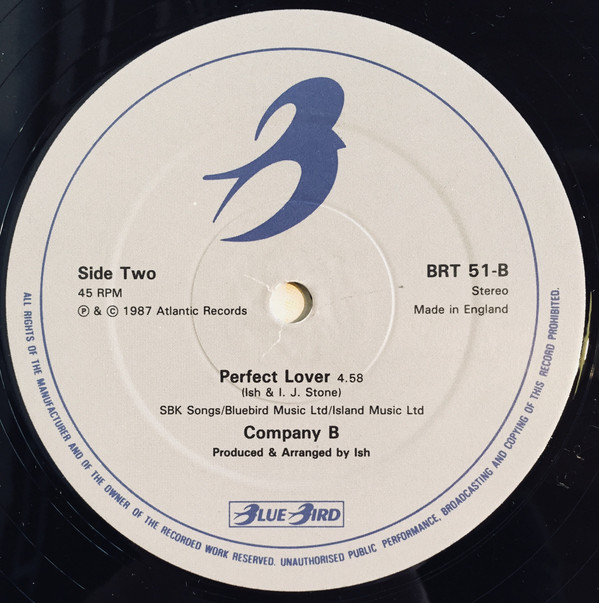 Side Two
45 RPM
℗ & © 1987 Atlantic Records
BRT 51-B
Stereo
Made in England
Perfect Lover 4.58
(Ish & I. J. Stone)
SBK Songs/Bluebird Music Ltd/Island Music Ltd
Company B
Produced & Arranged by Ish
BLUE BIRD
ALL RIGHTS OF THE MANUFACTURER AND OF THE OWNER OF THE RECORDED WORK RESERVED. UNAUTHORISED PUBLIC PERFORMANCE, BROADCASTING AND COPYING OF THIS RECORD PROHIBITED.